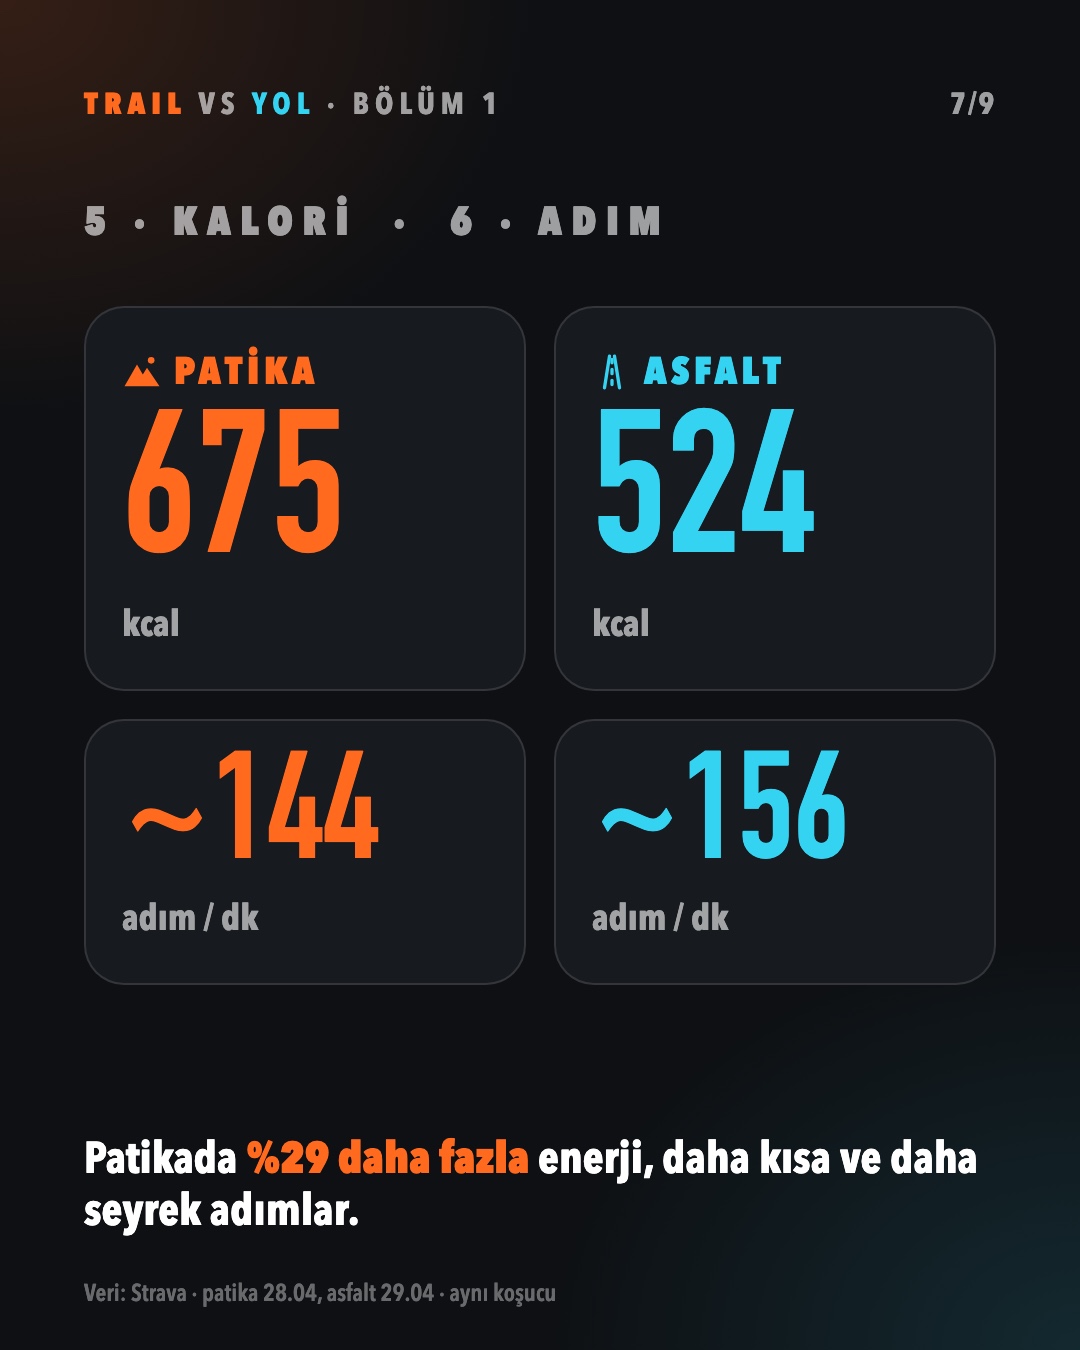 TRAIL VS YOL · BÖLÜM 1
7/9
5 · KALORİ · 6 · ADIM
PATİKA
675
kcal
ASFALT
524
kcal
~144
adım / dk
~156
adım / dk
Patikada %29 daha fazla enerji, daha kısa ve daha
seyrek adımlar.
Veri: Strava · patika 28.04, asfalt 29.04 · aynı koşucu